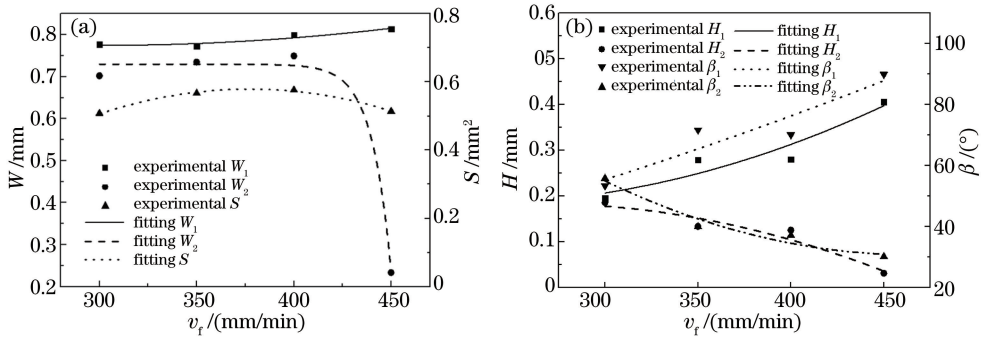 (a)
0.8
0.7
0.6
0.5
0.4
0.3
0.2
W /mm
0.8
0.6
0.4
0.2
0
S /mm²
experimental W₁
experimental W₂
experimental S
fitting W₁
fitting W₂
fitting S
300 350 400 450
v_f /(mm/min)
(b)
0.6
0.5
0.4
0.3
0.2
0.1
0
H /mm
100
80
60
40
20
β /(°)
experimental H₁ fitting H₁
experimental H₂ fitting H₂
experimental β₁ fitting β₁
experimental β₂ fitting β₂
300 350 400 450
v_f /(mm/min)